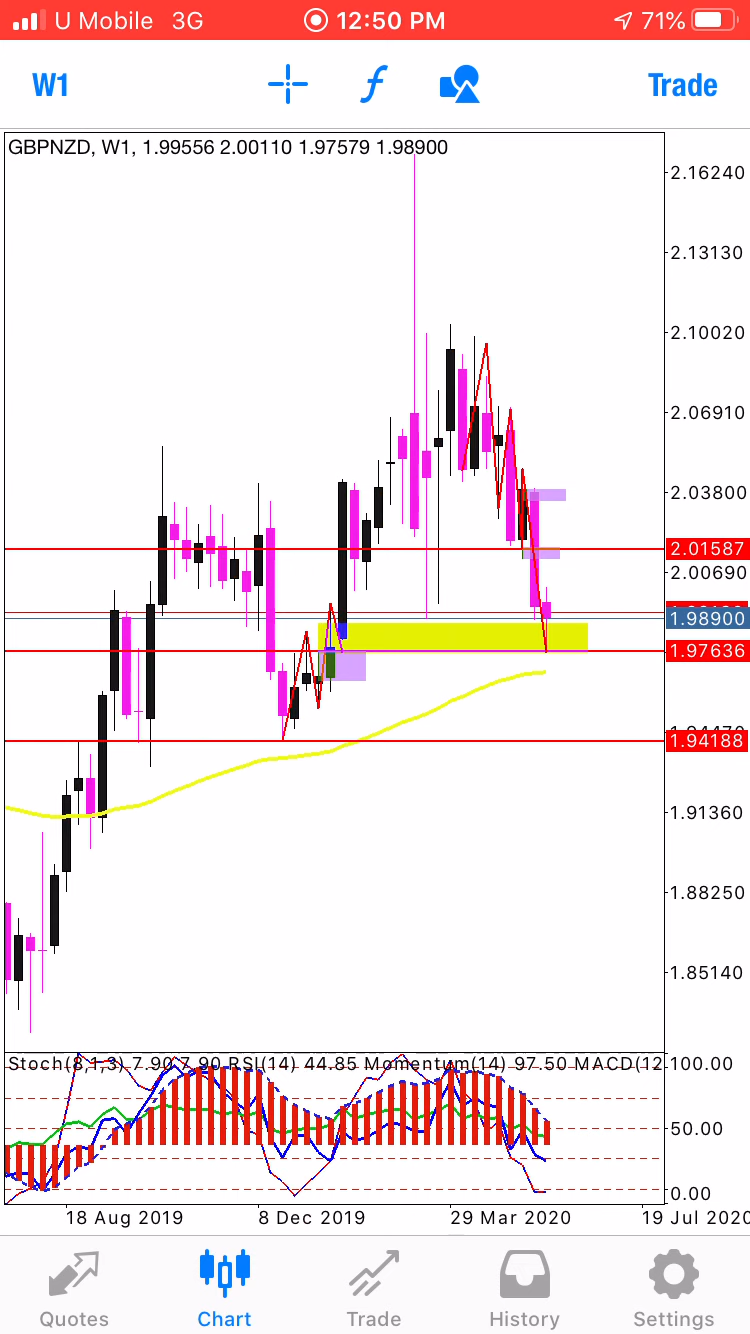 U Mobile 3G 12:50 PM 71%
W1 f Trade
GBPNZD, W1, 1.99556 2.00110 1.97579 1.98900
2.16240
2.13130
2.10020
2.06910
2.03800
2.01587
2.00690
1.98900
1.97636
1.94188
1.91360
1.88250
1.85140
Stoch(8,1,3) 7.90 7.90 RSI(14) 44.85 Momentum(14) 97.50 MACD(12 100.00
50.00
0.00
18 Aug 2019 8 Dec 2019 29 Mar 2020 19 Jul 2020
Quotes Chart Trade History Settings